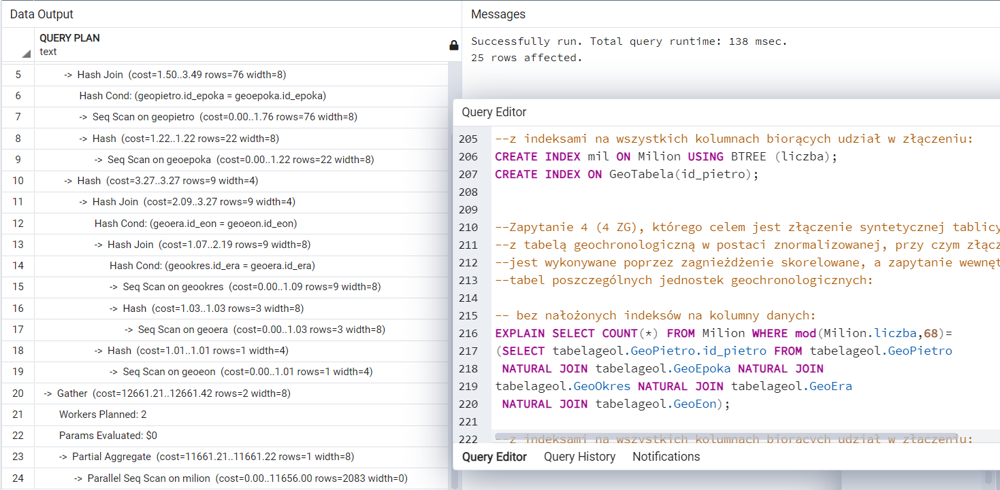 Data Output
QUERY PLAN
text
5 -> Hash Join (cost=1.50..3.49 rows=76 width=8)
6 Hash Cond: (geopietro.id_epoka = geoepoka.id_epoka)
7 -> Seq Scan on geopietro (cost=0.00..1.76 rows=76 width=8)
8 -> Hash (cost=1.22..1.22 rows=22 width=8)
9 -> Seq Scan on geoepoka (cost=0.00..1.22 rows=22 width=8)
10 -> Hash (cost=3.27..3.27 rows=9 width=4)
11 -> Hash Join (cost=2.09..3.27 rows=9 width=4)
12 Hash Cond: (geoera.id_eon = geoeon.id_eon)
13 -> Hash Join (cost=1.07..2.19 rows=9 width=8)
14 Hash Cond: (geookres.id_era = geoera.id_era)
15 -> Seq Scan on geookres (cost=0.00..1.09 rows=9 width=8)
16 -> Hash (cost=1.03..1.03 rows=3 width=8)
17 -> Seq Scan on geoera (cost=0.00..1.03 rows=3 width=8)
18 -> Hash (cost=1.01..1.01 rows=1 width=4)
19 -> Seq Scan on geoeon (cost=0.00..1.01 rows=1 width=4)
20 -> Gather (cost=12661.21..12661.42 rows=2 width=8)
21 Workers Planned: 2
22 Params Evaluated: $0
23 -> Partial Aggregate (cost=11661.21..11661.22 rows=1 width=8)
24 -> Parallel Seq Scan on milion (cost=0.00..11656.00 rows=2083 width=0)
Messages
Successfully run. Total query runtime: 138 msec.
25 rows affected.
Query Editor
205 --z indeksami na wszystkich kolumnach biorących udział w złączeniu:
206 CREATE INDEX mil ON Milion USING BTREE (liczba);
207 CREATE INDEX ON GeoTabela(id_pietro);
208
209
210 --Zapytanie 4 (4 ZG), którego celem jest złączenie syntetycznej tablicy
211 --z tabelą geochronologiczną w postaci znormalizowanej, przy czym złącz
212 --jest wykonywane poprzez zagnieżdżenie skorelowane, a zapytanie wewnęt
213 --tabel poszczególnych jednostek geochronologicznych:
214
215 -- bez nałożonych indeksów na kolumny danych:
216 EXPLAIN SELECT COUNT(*) FROM Milion WHERE mod(Milion.liczba,68)=
217 (SELECT tabelageol.GeoPietro.id_pietro FROM tabelageol.GeoPietro
218 NATURAL JOIN tabelageol.GeoEpoka NATURAL JOIN
219 tabelageol.GeoOkres NATURAL JOIN tabelageol.GeoEra
220 NATURAL JOIN tabelageol.GeoEon);
221
222 --z indeksami na wszystkich kolumnach biorących udział w złączeniu:
Query Editor Query History Notifications